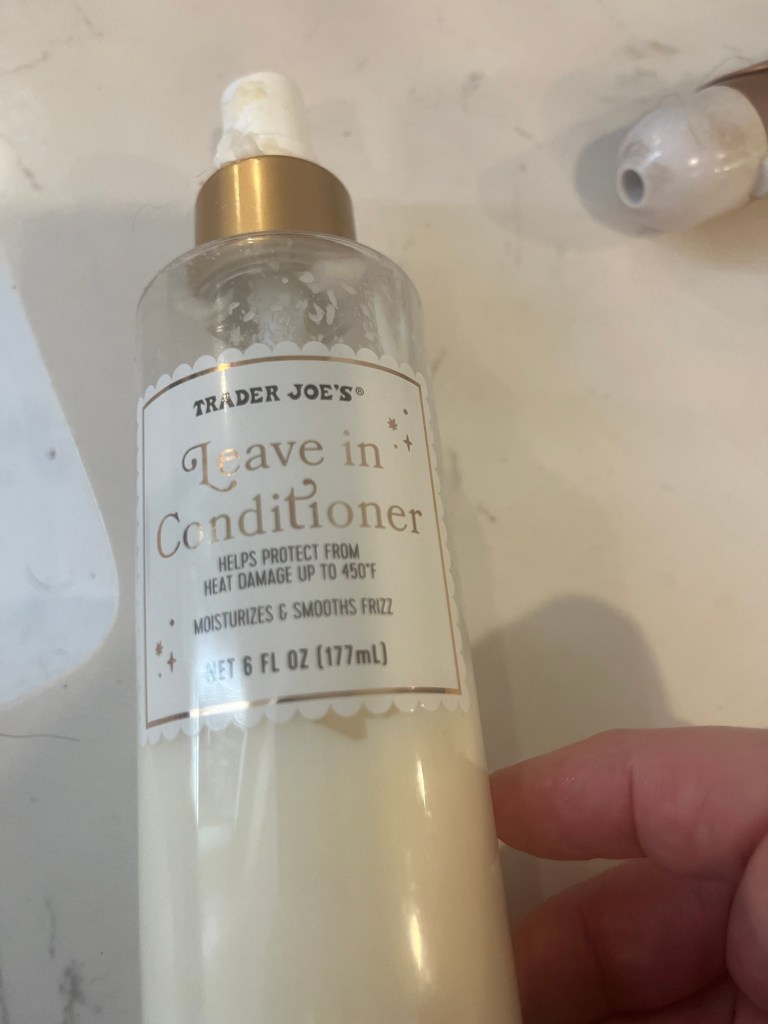 TRADER JOE'S®
Leave in
Conditioner
HELPS PROTECT FROM
HEAT DAMAGE UP TO 450°F
MOISTURIZES & SMOOTHS FRIZZ
NET 6 FL OZ (177mL)